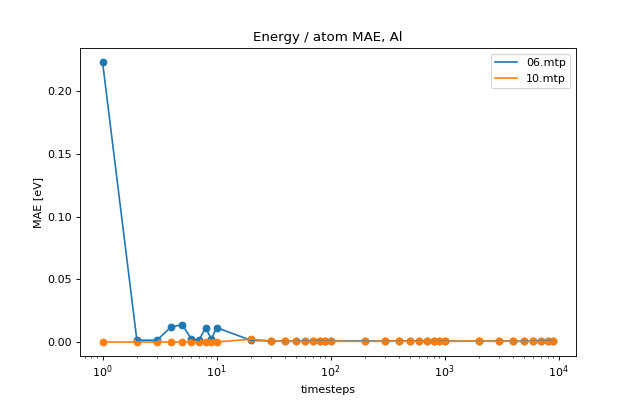 Energy / atom MAE, Al
06.mtp
10.mtp
MAE [eV]
0.20
0.15
0.10
0.05
0.00
10⁰
10¹
10²
10³
10⁴
timesteps